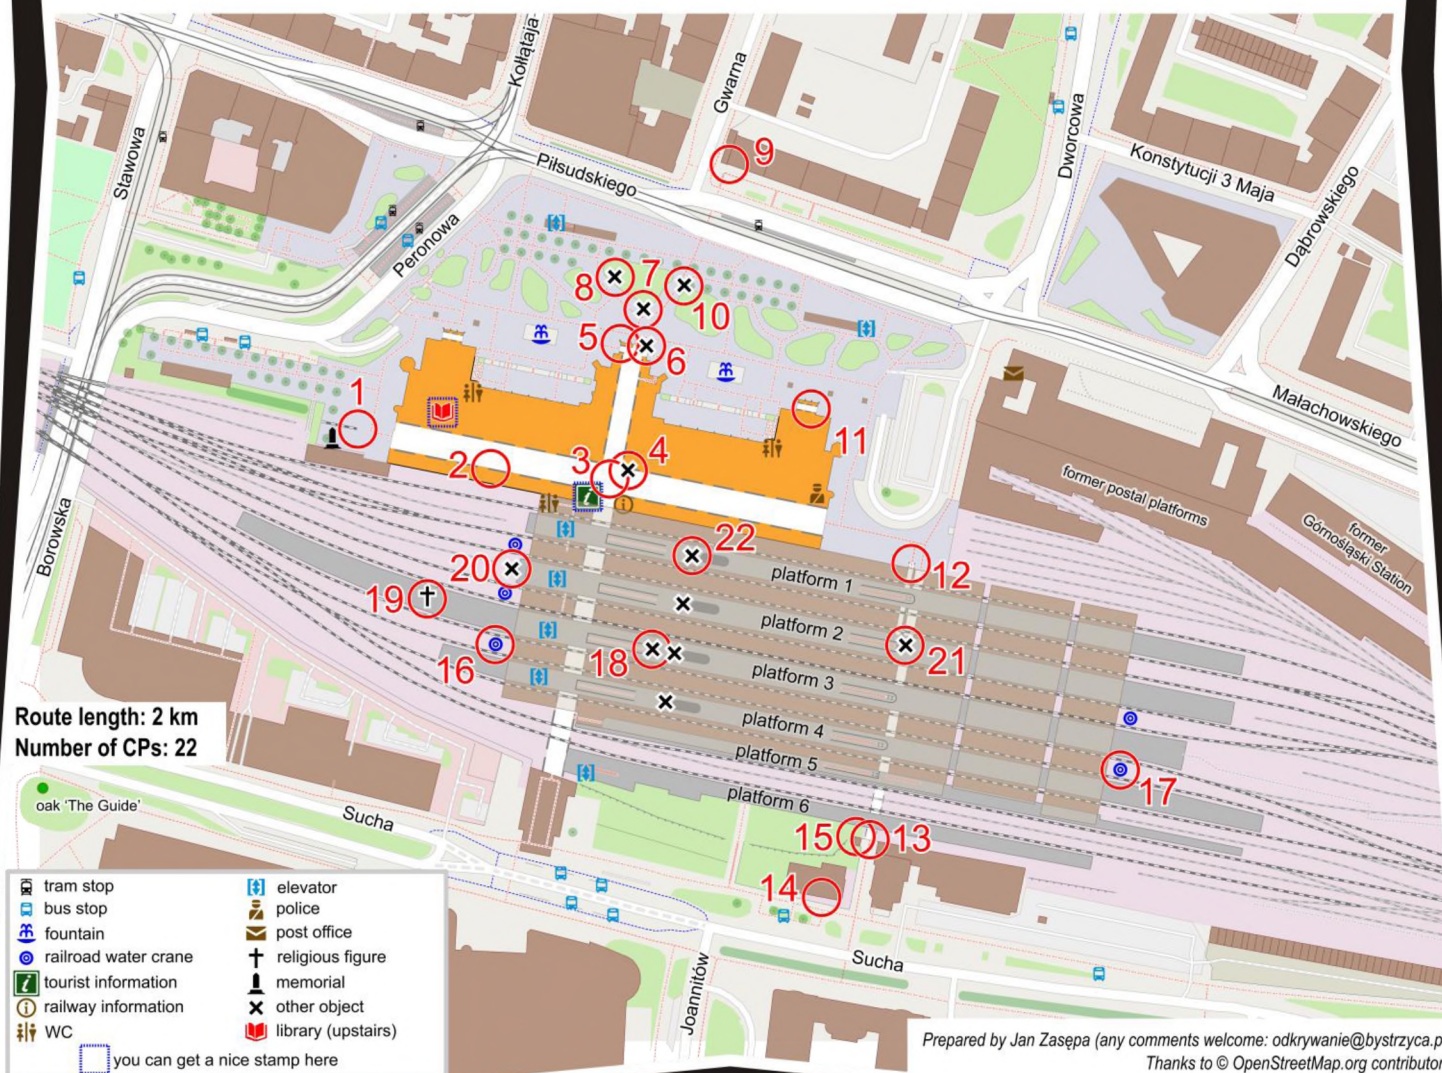 Stawowa
Kołłątaja
Gwarna
Dworcowa
Konstytucji 3 Maja
Dąbrowskiego
Piłsudskiego
Peronowa
9
8
7
10
5
6
1
11
Małachowskiego
2
3
4
former postal platforms
former
Górnośląski Station
Borowska
22
20
platform 1
12
19
platform 2
18
21
16
platform 3
platform 4
platform 5
platform 6
17
Route length: 2 km
Number of CPs: 22
oak 'The Guide'
Sucha
15
13
14
Sucha
Joannitów
tram stop
bus stop
fountain
railroad water crane
tourist information
railway information
WC
elevator
police
post office
religious figure
memorial
other object
library (upstairs)
you can get a nice stamp here
Prepared by Jan Zasępa (any comments welcome: odkrywanie@bystrzyca.p
Thanks to © OpenStreetMap.org contributor